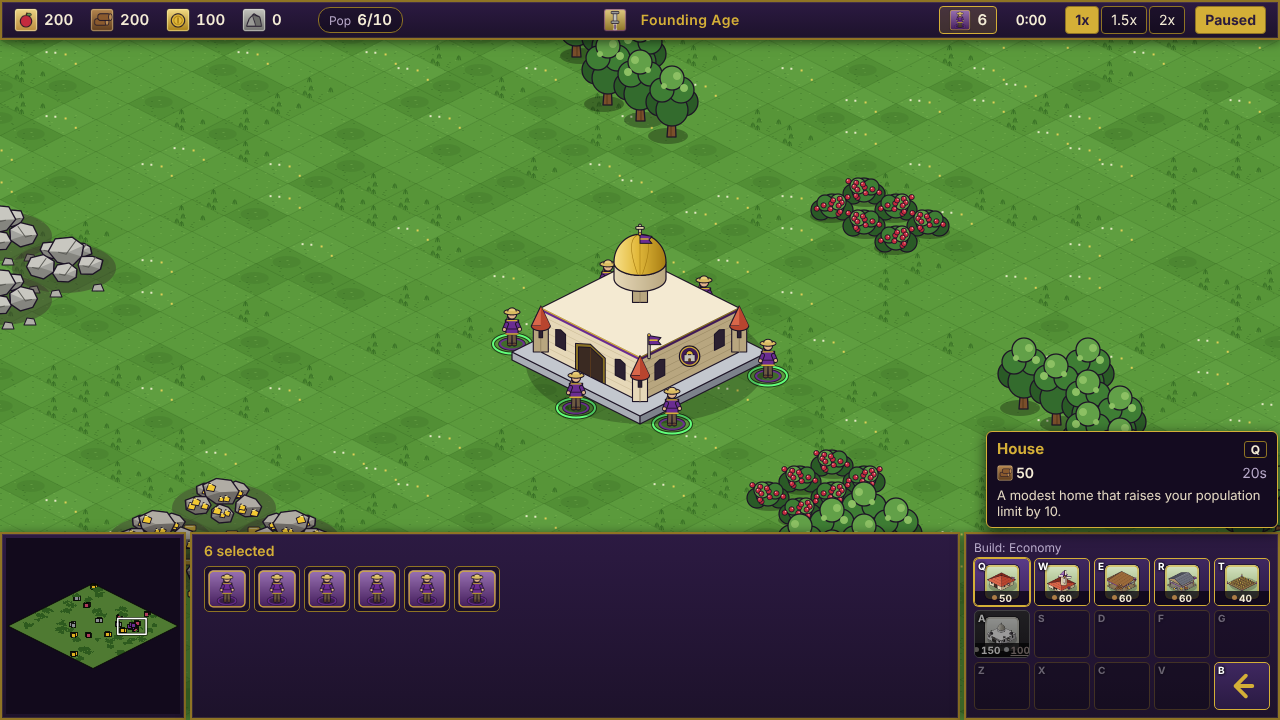 200
200
100
0
Pop 6/10
Founding Age
6
0:00
1x
1.5x
2x
Paused
House
Q
50
20s
A modest home that raises your population
limit by 10.
6 selected
Build: Economy
Q
50
W
60
E
60
R
60
T
40
A
150
100
S
D
F
G
Z
X
C
V
B